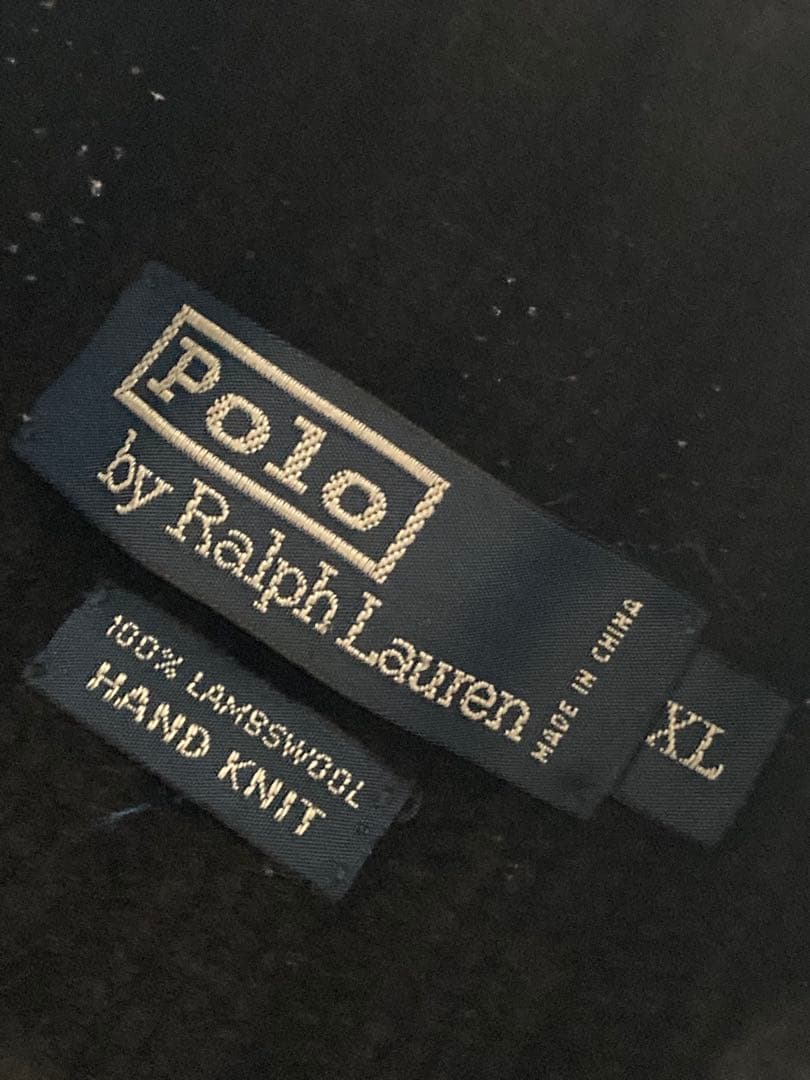 Polo
by Ralph Lauren
MADE IN CHINA
XL
100% LAMBSWOOL
HAND KNIT